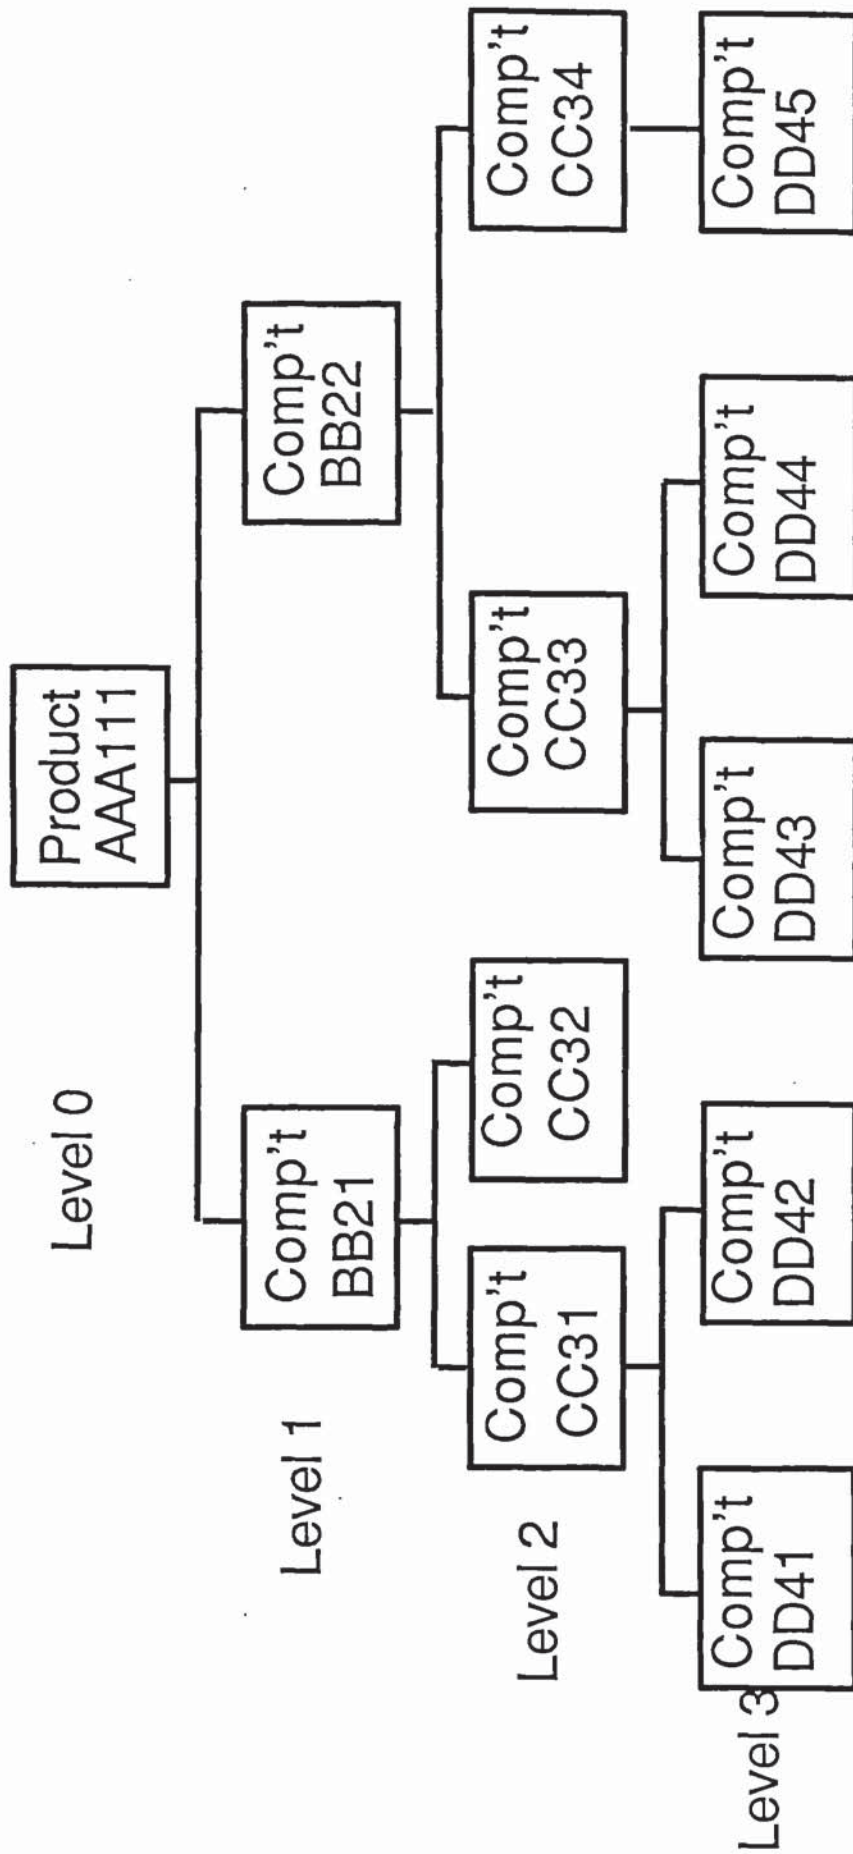 Level 0
Product
AAA111
Level 1
Comp't
BB21
Comp't
BB22
Level 2
Comp't
CC31
Comp't
CC32
Comp't
CC33
Comp't
CC34
Level 3
Comp't
DD41
Comp't
DD42
Comp't
DD43
Comp't
DD44
Comp't
DD45